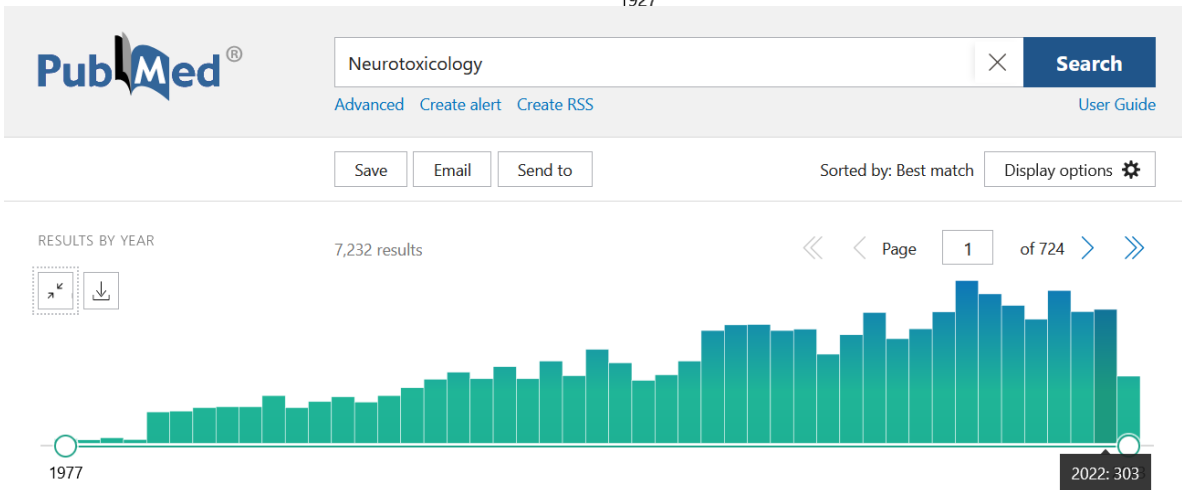 1927
PubMed®
Neurotoxicology
Search
Advanced Create alert Create RSS
User Guide
Save Email Send to
Sorted by: Best match Display options
RESULTS BY YEAR
7,232 results
Page 1 of 724
1977
2022: 303